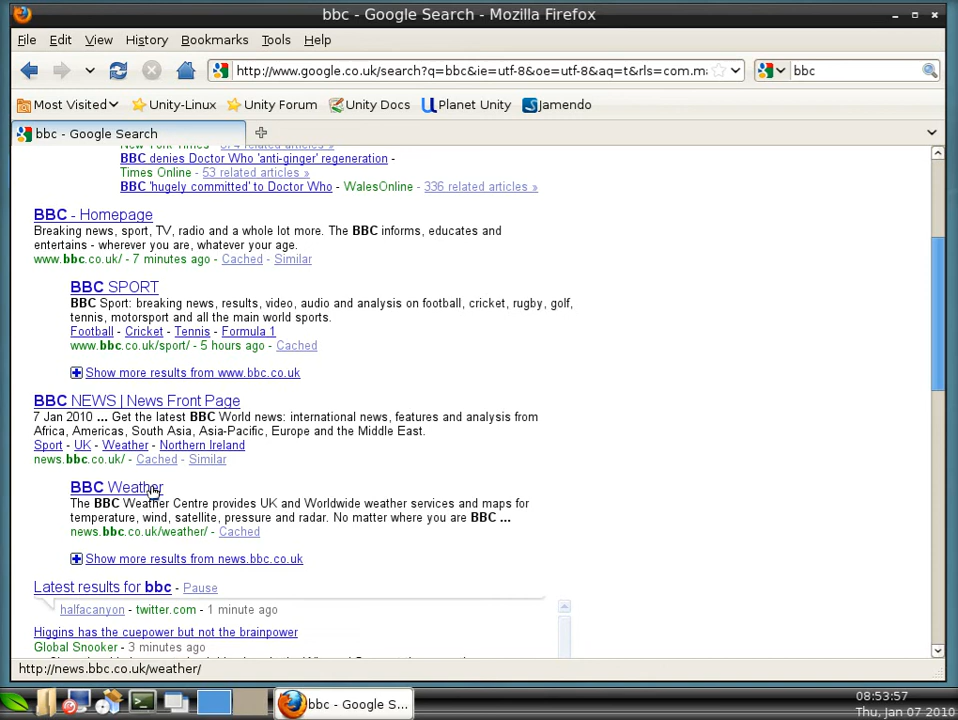 bbc - Google Search - Mozilla Firefox
File Edit View History Bookmarks Tools Help
http://www.google.co.uk/search?q=bbc&ie=utf-8&oe=utf-8&aq=t&rls=com.m: bbc
Most Visited Unity-Linux Unity Forum Unity Docs Planet Unity Jamendo
bbc - Google Search
New York Times - 574 related articles »
BBC denies Doctor Who 'anti-ginger' regeneration -
Times Online - 53 related articles »
BBC 'hugely committed' to Doctor Who - WalesOnline - 336 related articles »
BBC - Homepage
Breaking news, sport, TV, radio and a whole lot more. The BBC informs, educates and
entertains - wherever you are, whatever your age.
www.bbc.co.uk/ - 7 minutes ago - Cached - Similar
BBC SPORT
BBC Sport: breaking news, results, video, audio and analysis on football, cricket, rugby, golf,
tennis, motorsport and all the main world sports.
Football - Cricket - Tennis - Formula 1
www.bbc.co.uk/sport/ - 5 hours ago - Cached
Show more results from www.bbc.co.uk
BBC NEWS | News Front Page
7 Jan 2010 ... Get the latest BBC World news: international news, features and analysis from
Africa, Americas, South Asia, Asia-Pacific, Europe and the Middle East.
Sport - UK - Weather - Northern Ireland
news.bbc.co.uk/ - Cached - Similar
BBC Weather
The BBC Weather Centre provides UK and Worldwide weather services and maps for
temperature, wind, satellite, pressure and radar. No matter where you are BBC ...
news.bbc.co.uk/weather/ - Cached
Show more results from news.bbc.co.uk
Latest results for bbc - Pause
halfacanyon - twitter.com - 1 minute ago
Higgins has the cuepower but not the brainpower
Global Snooker - 3 minutes ago
http://news.bbc.co.uk/weather/
bbc - Google S...
08:53:57
Thu, Jan 07 2010